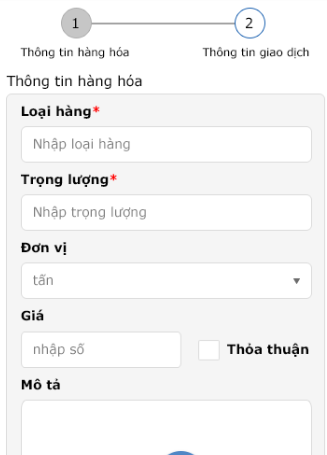 1
2
Thông tin hàng hóa
Thông tin giao dịch
Thông tin hàng hóa
Loại hàng*
Nhập loại hàng
Trọng lượng*
Nhập trọng lượng
Đơn vị
tấn
Giá
nhập số
Thỏa thuận
Mô tả